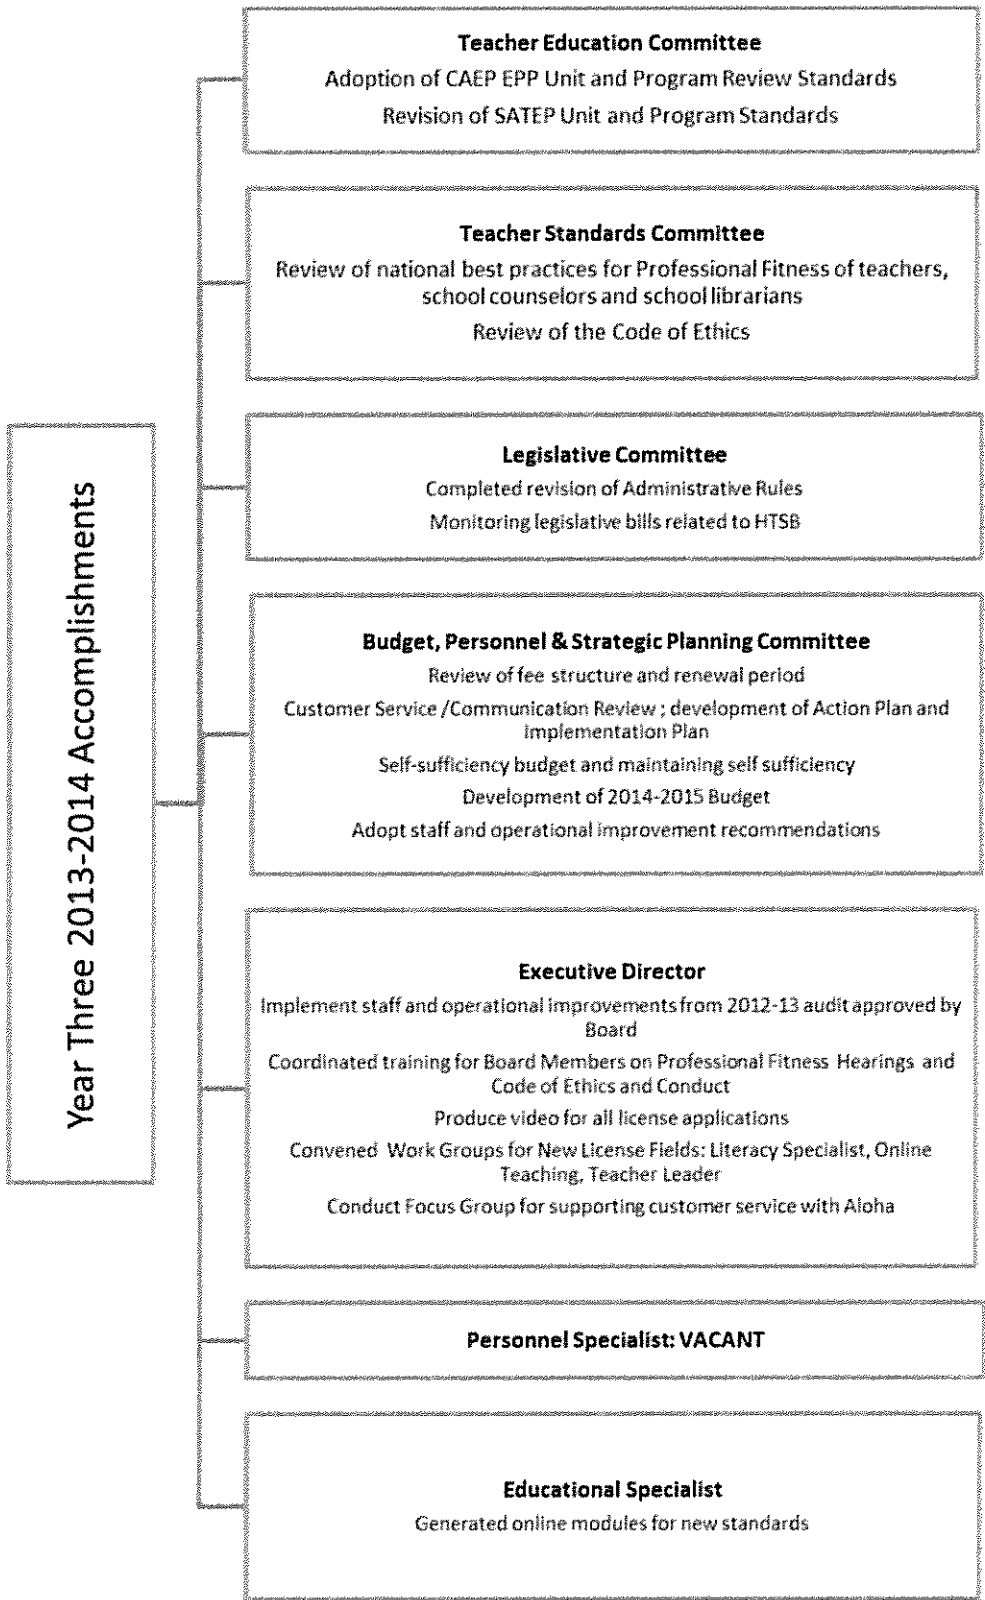 Year Three 2013-2014 Accomplishments
Teacher Education Committee
Adoption of CAEP EPP Unit and Program Review Standards
Revision of SATEP Unit and Program Standards
Teacher Standards Committee
Review of national best practices for Professional Fitness of teachers,
school counselors and school librarians
Review of the Code of Ethics
Legislative Committee
Completed revision of Administrative Rules
Monitoring legislative bills related to HTSB
Budget, Personnel & Strategic Planning Committee
Review of fee structure and renewal period
Customer Service /Communication Review ; development of Action Plan and
Implementation Plan
Self-sufficiency budget and maintaining self sufficiency
Development of 2014-2015 Budget
Adopt staff and operational improvement recommendations
Executive Director
Implement staff and operational improvements from 2012-13 audit approved by
Board
Coordinated training for Board Members on Professional Fitness Hearings and
Code of Ethics and Conduct
Produce video for all license applications
Convened Work Groups for New License Fields: Literacy Specialist, Online
Teaching, Teacher Leader
Conduct Focus Group for supporting customer service with Aloha
Personnel Specialist: VACANT
Educational Specialist
Generated online modules for new standards